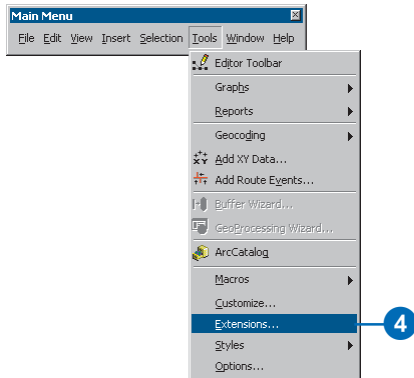 Main Menu
File Edit View Insert Selection Tools Window Help
Editor Toolbar
Graphs
Reports
Geocoding
Add XY Data...
Add Route Events...
Buffer Wizard...
GeoProcessing Wizard...
ArcCatalog
Macros
Customize...
Extensions... 4
Styles
Options...